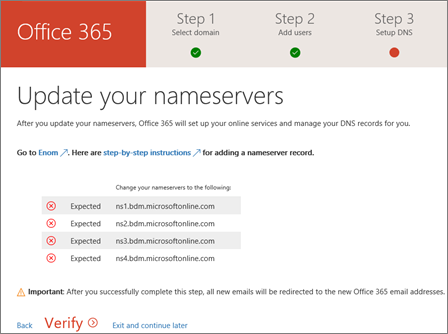 Office 365
Step 1
Select domain
Step 2
Add users
Step 3
Setup DNS
Update your nameservers
After you update your nameservers, Office 365 will set up your online services and manage your DNS records for you.
Go to Enom. Here are step-by-step instructions for adding a nameserver record.
Change your nameservers to the following:
Expected ns1.bdm.microsoftonline.com
Expected ns2.bdm.microsoftonline.com
Expected ns3.bdm.microsoftonline.com
Expected ns4.bdm.microsoftonline.com
Important: After you successfully complete this step, all new emails will be redirected to the new Office 365 email addresses.
Back Verify Exit and continue later